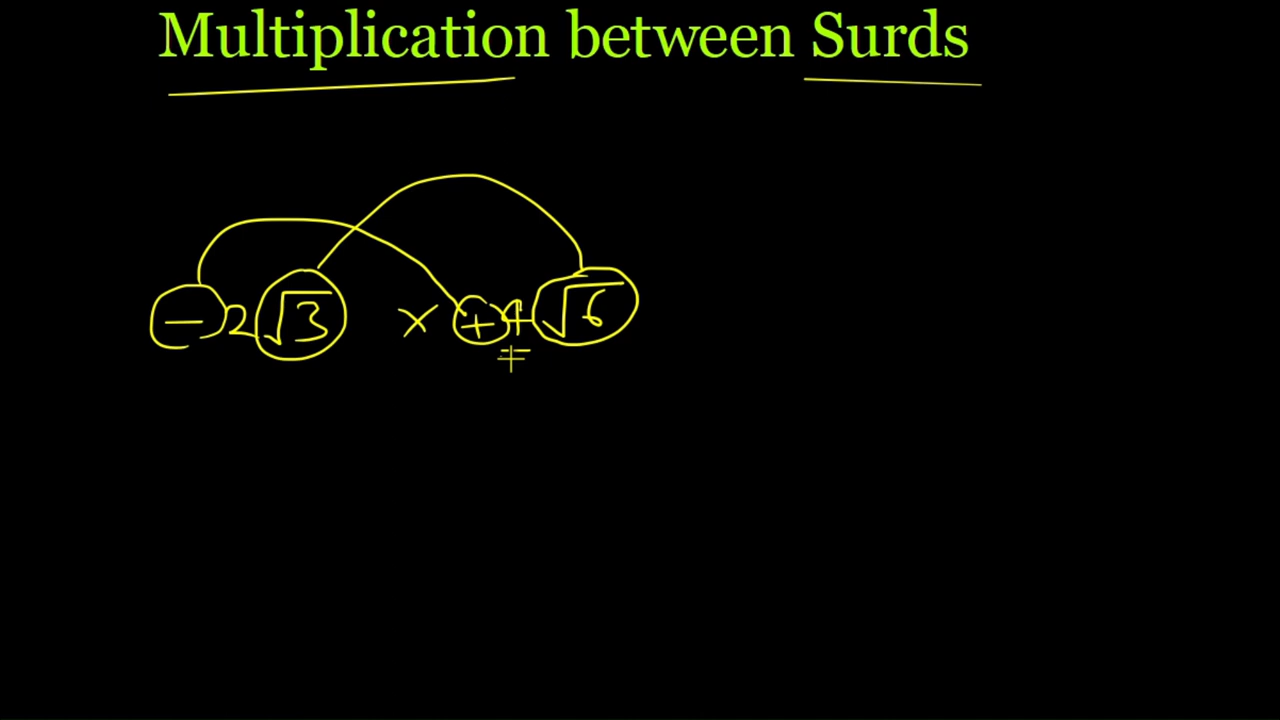 Multiplication between Surds
−2√3 × +4√6